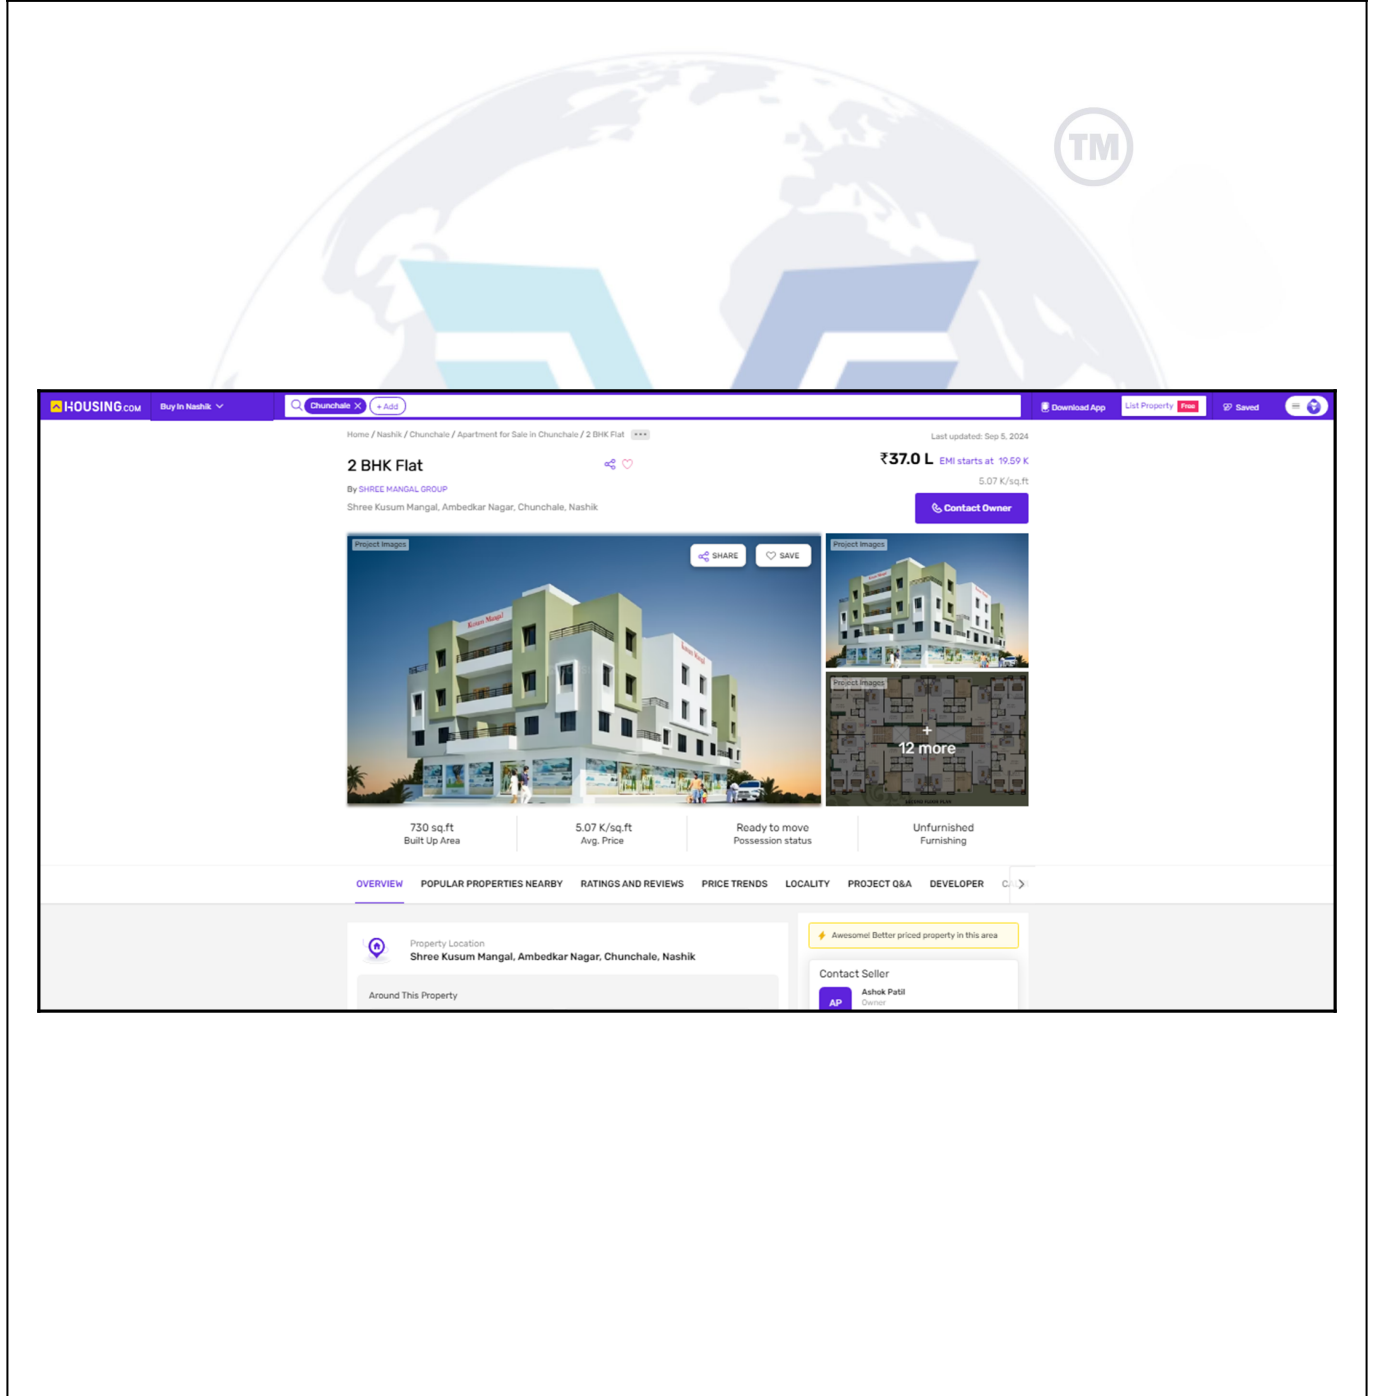 TM
HOUSING.COM
Buy In Nashik
Chunchale
+ Add
Download App
List Property Free
Saved
Home / Nashik / Chunchale / Apartment for Sale in Chunchale / 2 BHK Flat
Last updated: Sep 5, 2024
2 BHK Flat
₹37.0 L EMI starts at 19.59 K
5.07 K/sq.ft
By SHREE MANGAL GROUP
Shree Kusum Mangal, Ambedkar Nagar, Chunchale, Nashik
Contact Owner
Project Images
SHARE
SAVE
Kusum Mangal
Kusum Mangal
Project Images
Project Images
+
12 more
730 sq.ft
Built Up Area
5.07 K/sq.ft
Avg. Price
Ready to move
Possession status
Unfurnished
Furnishing
OVERVIEW
POPULAR PROPERTIES NEARBY
RATINGS AND REVIEWS
PRICE TRENDS
LOCALITY
PROJECT Q&A
DEVELOPER
Property Location
Shree Kusum Mangal, Ambedkar Nagar, Chunchale, Nashik
Around This Property
Awesome! Better priced property in this area
Contact Seller
AP
Ashok Patil
Owner